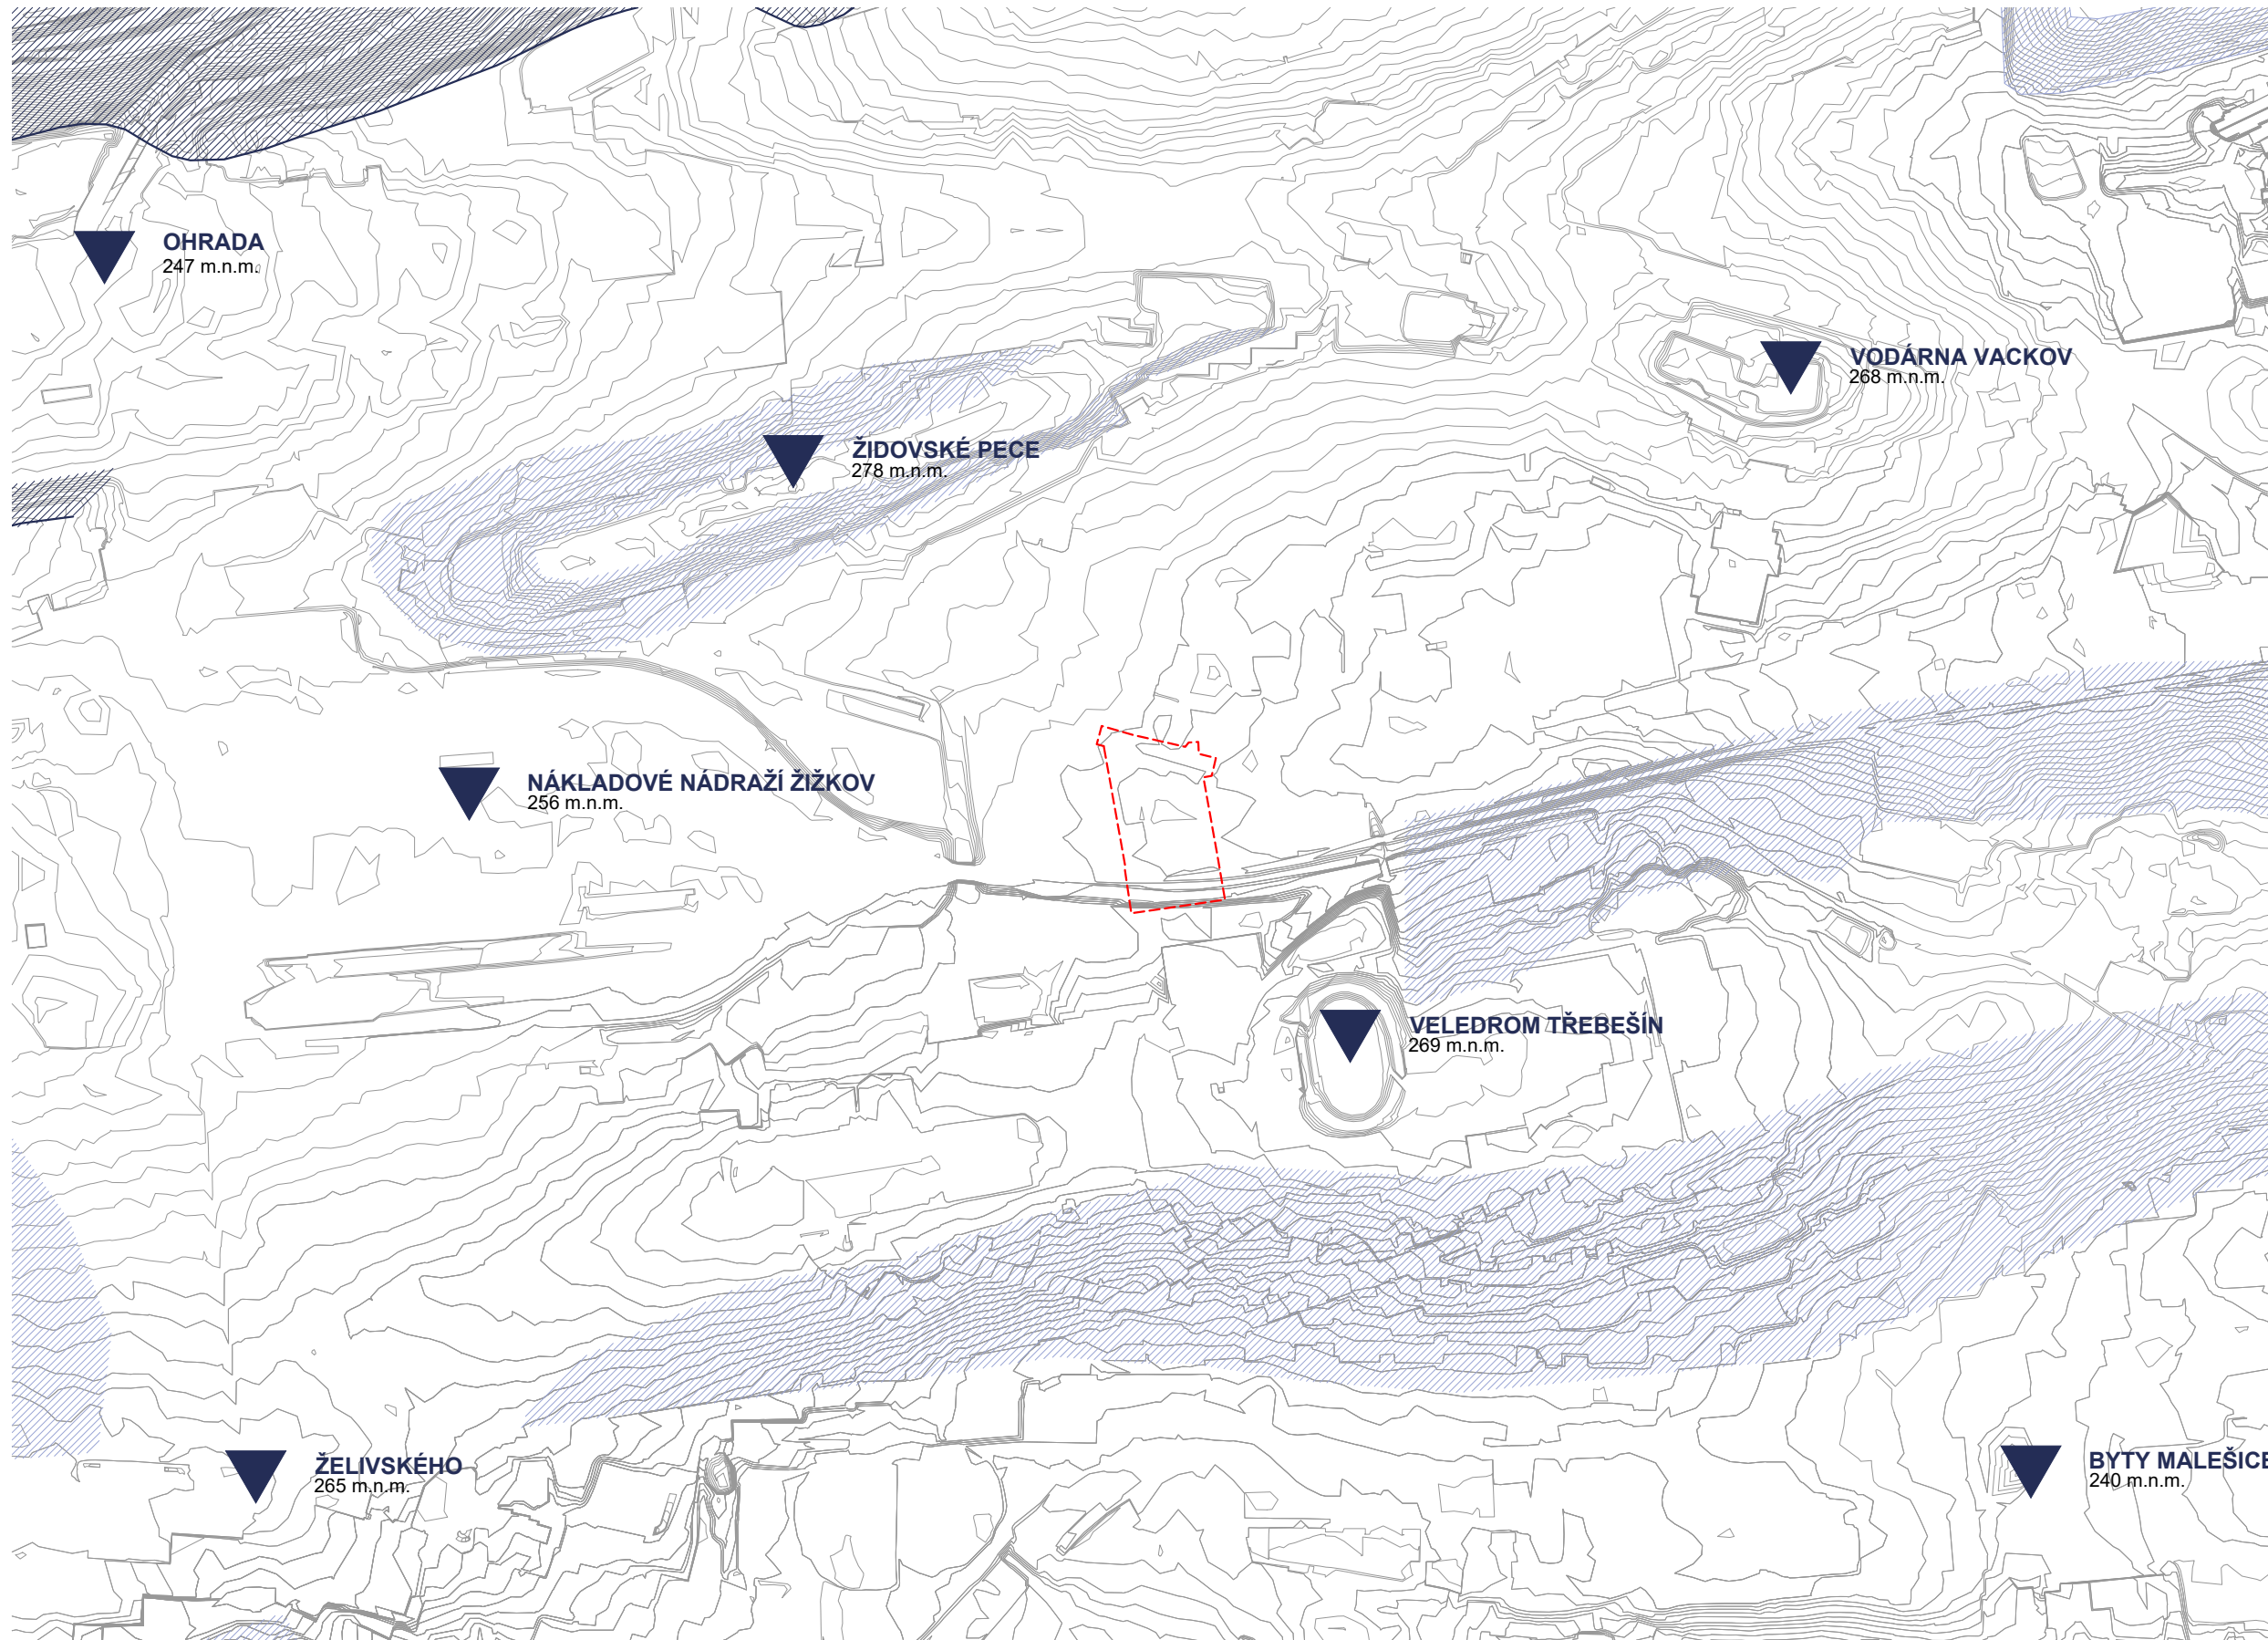 OHRADA
247 m.n.m.
VODÁRNA VACKOV
268 m.n.m.
ŽIDOVSKÉ PECE
278 m.n.m.
NÁKLADOVÉ NÁDRAŽÍ ŽIŽKOV
256 m.n.m.
VELEDROM TŘEBEŠÍN
269 m.n.m.
ŽELIVSKÉHO
265 m.n.m.
BYTY MALEŠICE
240 m.n.m.